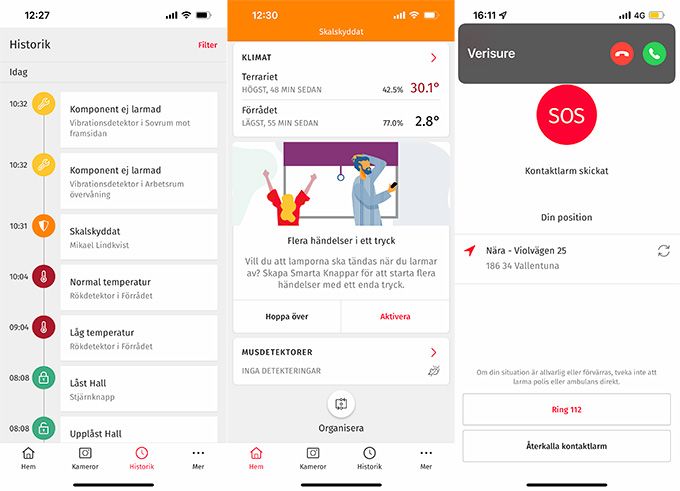 12:27
Historik
Filter
Idag
10:32
Komponent ej larmad
Vibrationsdetektor i Sovrum mot
framsidan
10:32
Komponent ej larmad
Vibrationsdetektor i Arbetsrum
övervåning
10:31
Skalskyddat
Mikael Lindkvist
10:04
Normal temperatur
Rökdetektor i Förrådet
09:04
Låg temperatur
Rökdetektor i Förrådet
08:08
Låst Hall
Stjärnknapp
08:08
Upplåst Hall
Hem
Kameror
Historik
Mer
12:30
Skalskyddat
KLIMAT
Terrariet
HÖGST, 48 MIN SEDAN
42.5%
30.1°
Förrådet
LÄGST, 55 MIN SEDAN
77.0%
2.8°
Flera händelser i ett tryck
Vill du att lamporna ska tändas när du larmar
av? Skapa Smarta Knappar för att starta flera
händelser med ett enda tryck.
Hoppa över
Aktivera
MUSDETEKTORER
INGA DETEKTERINGAR
Organisera
Hem
Kameror
Historik
Mer
16:11
4G
Verisure
SOS
Kontaktlarm skickat
Din position
Nära - Violvägen 25
186 34 Vallentuna
Om din situation är allvarlig eller förvärras, tveka inte att
larma polis eller ambulans direkt.
Ring 112
Återkalla kontaktlarm